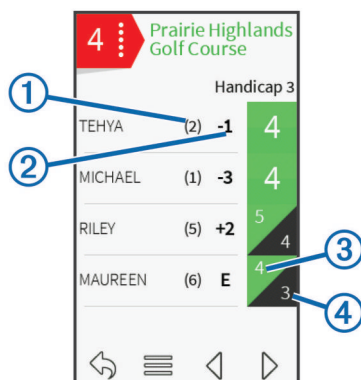 4
Prairie Highlands
Golf Course
Handicap 3
1
TEHYA (2) -1 4
2
MICHAEL (1) -3 4
RILEY (5) +2 5 4
3
MAUREEN (6) E 4 3
4